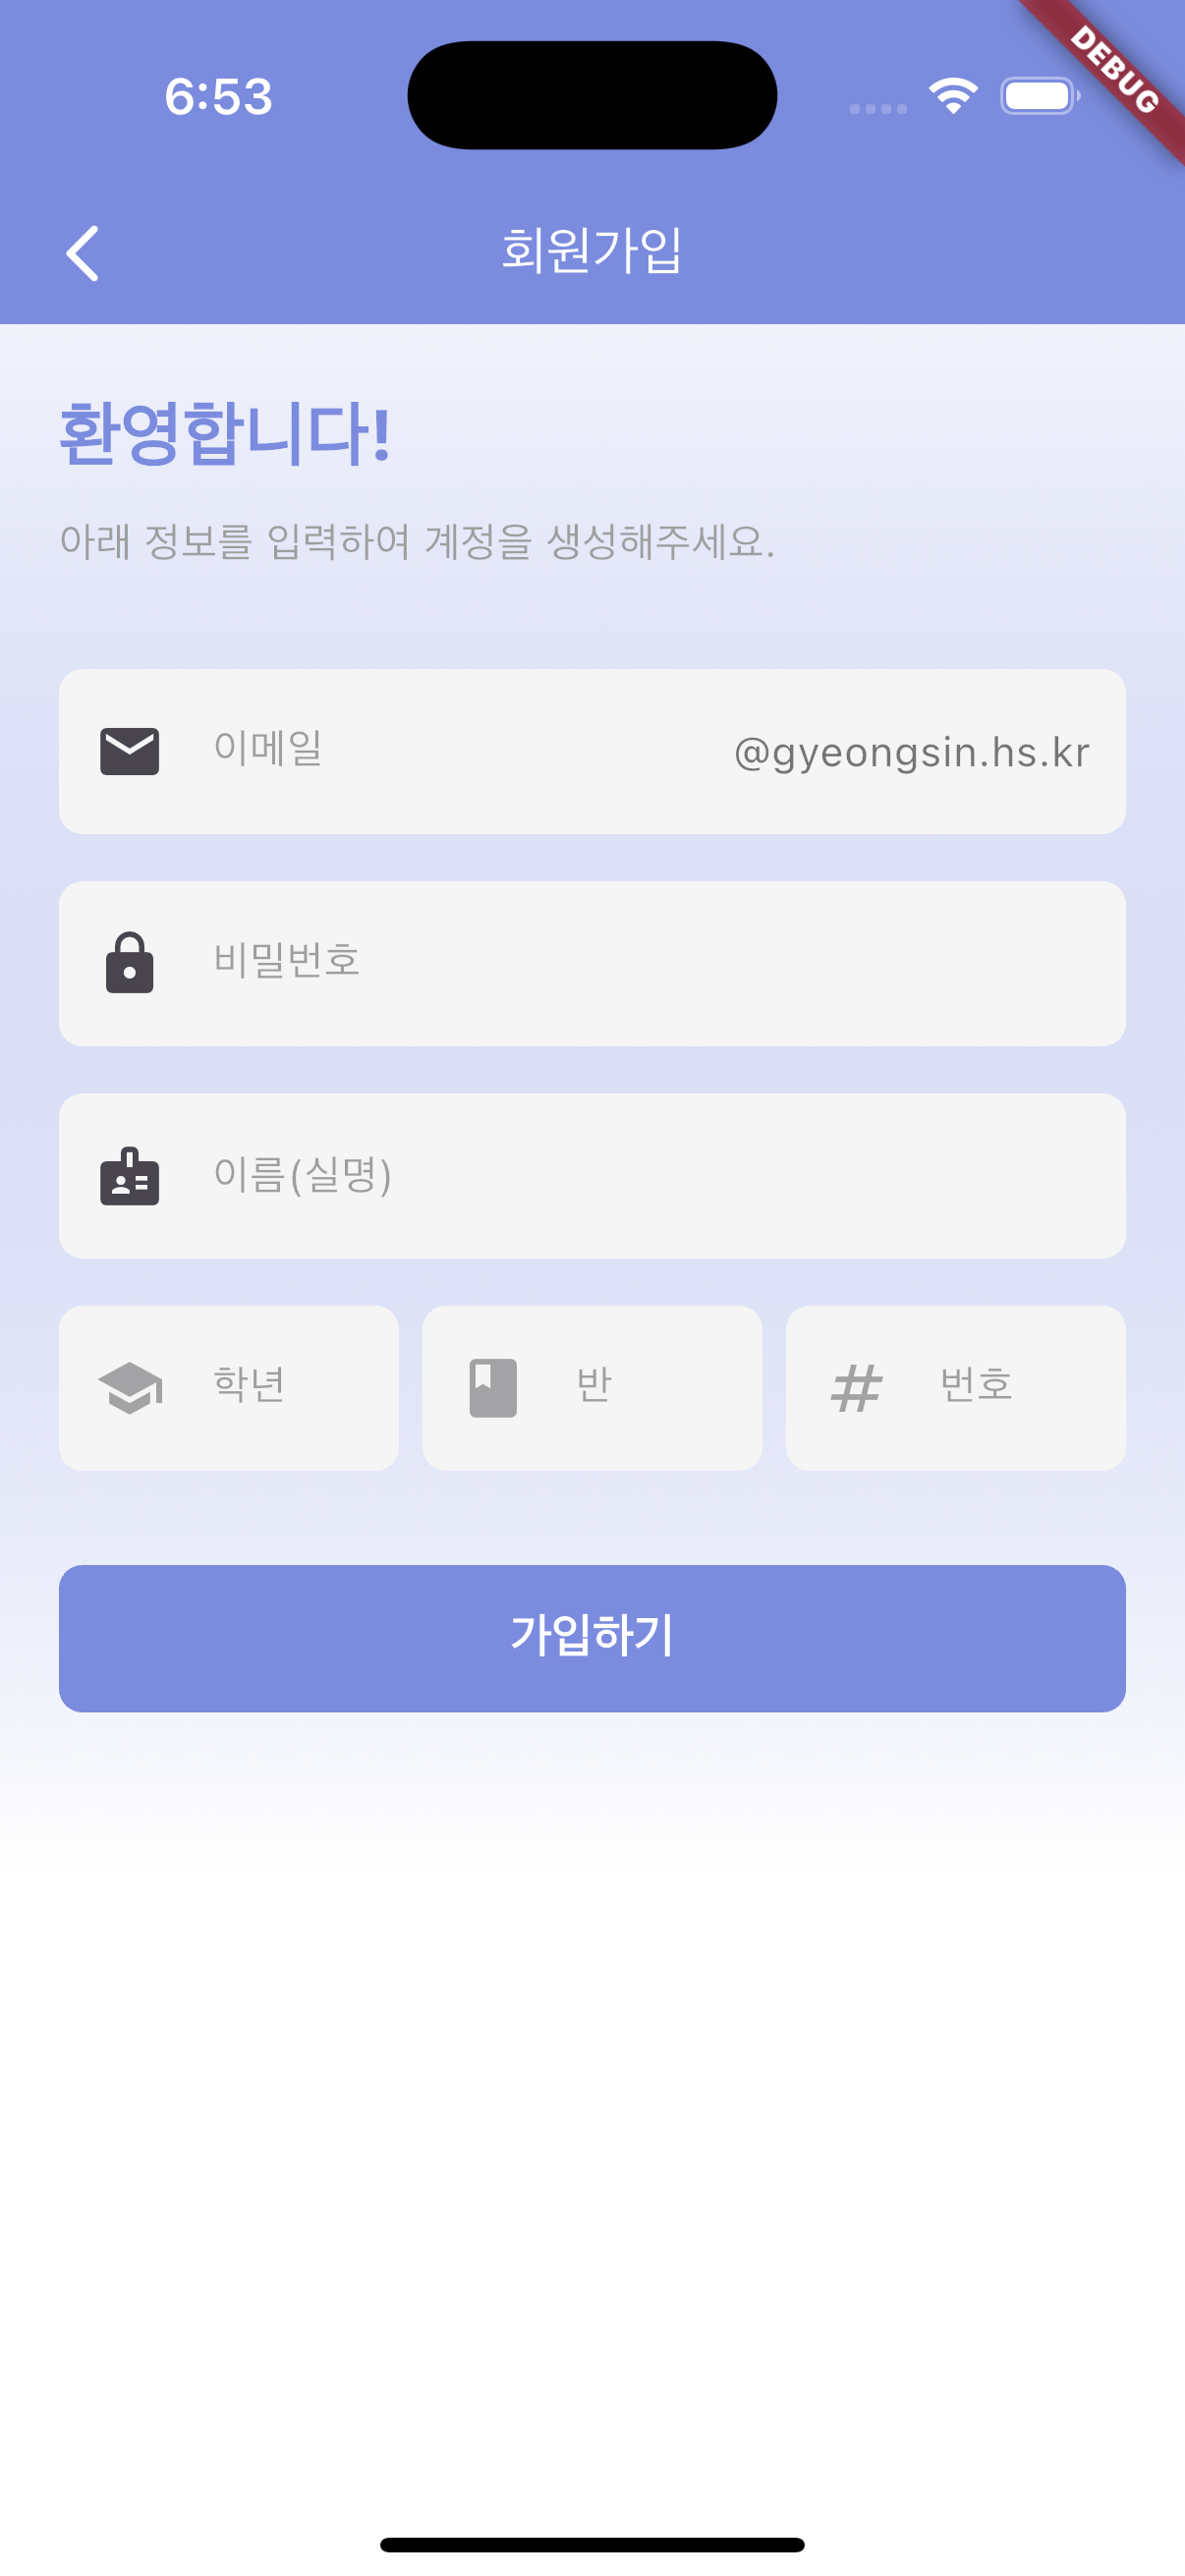 6:53
DEBUG
회원가입
환영합니다!
아래 정보를 입력하여 계정을 생성해주세요.
이메일 @gyeongsin.hs.kr
비밀번호
이름(실명)
학년 반 # 번호
가입하기